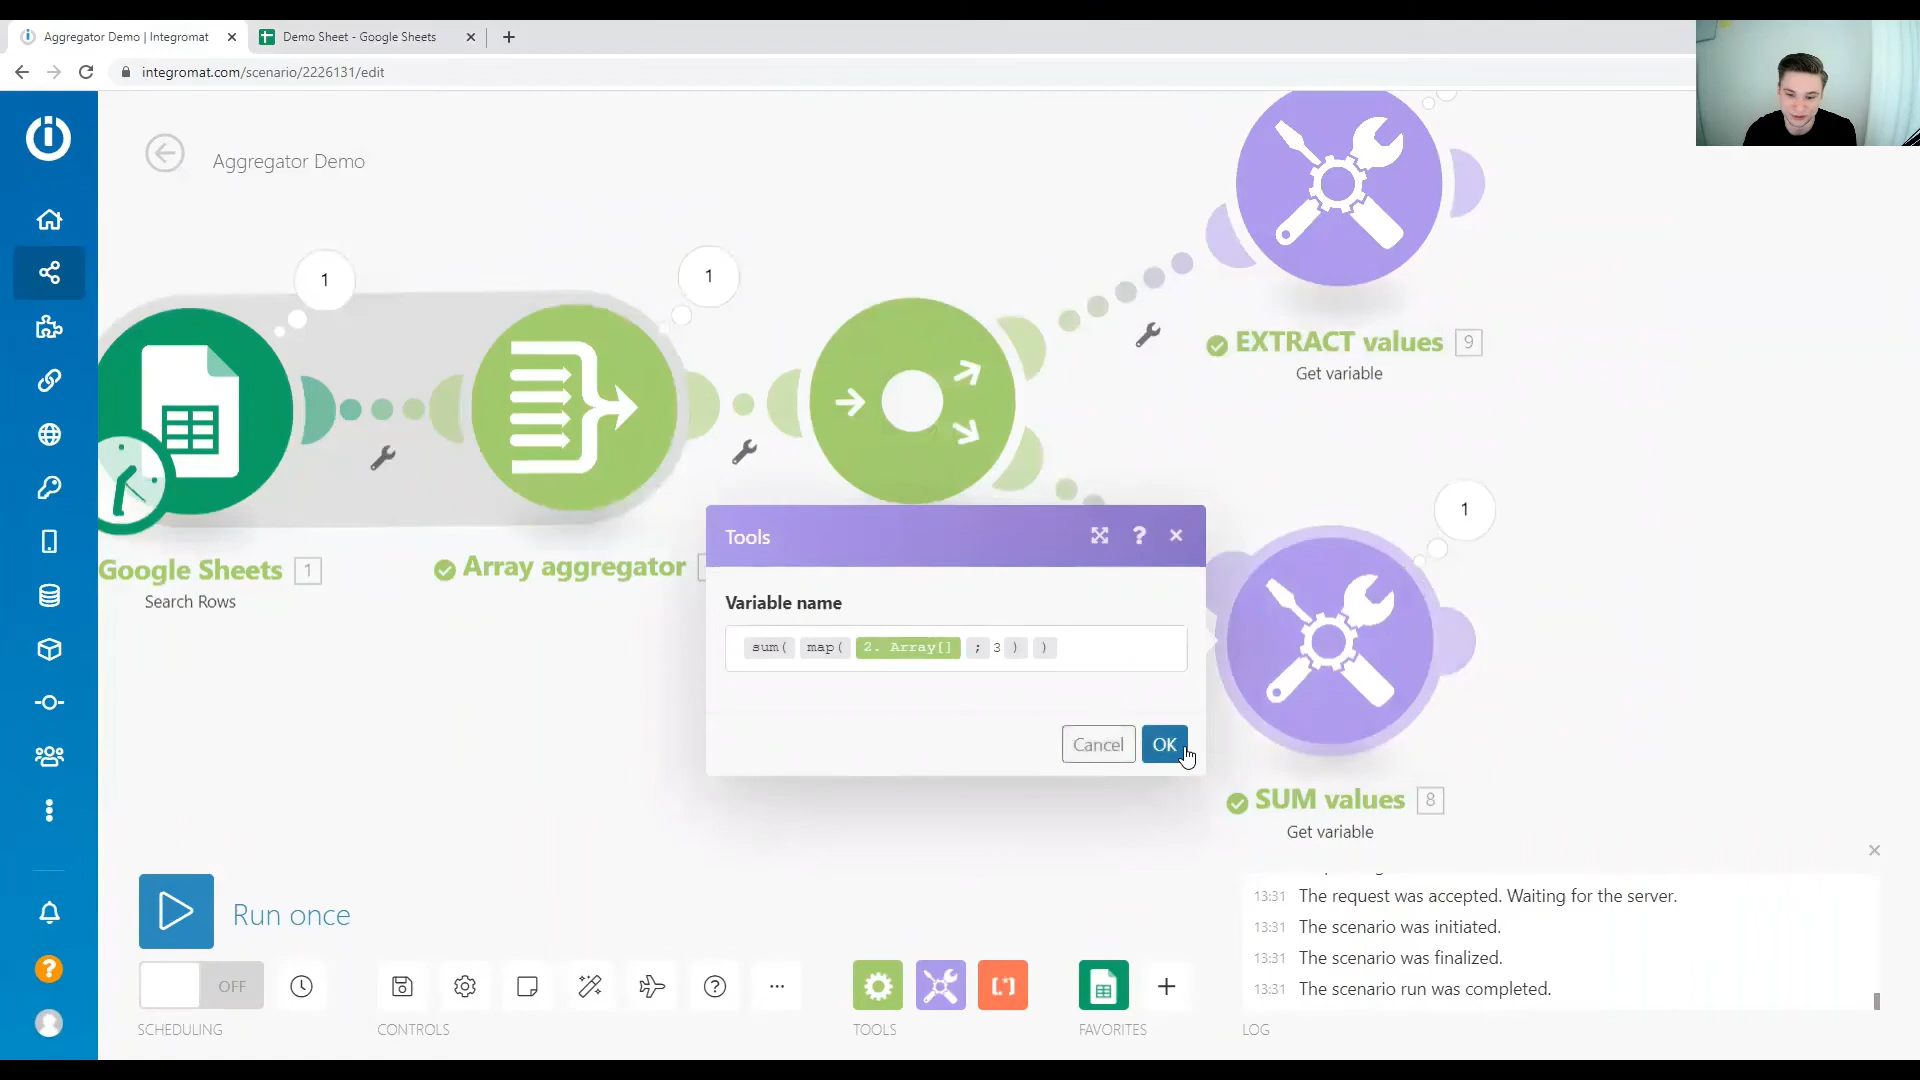 Aggregator Demo | Integromat
Demo Sheet - Google Sheets
integromat.com/scenario/2226131/edit
Aggregator Demo
1
1
EXTRACT values 9
Get variable
Google Sheets 1
Search Rows
Array aggregator
Tools
?
Variable name
sum( map( 2. Array[] ; 3 ) )
Cancel
OK
1
SUM values 8
Get variable
Run once
OFF
SCHEDULING
CONTROLS
TOOLS
FAVORITES
LOG
13:31 The request was accepted. Waiting for the server.
13:31 The scenario was initiated.
13:31 The scenario was finalized.
13:31 The scenario run was completed.